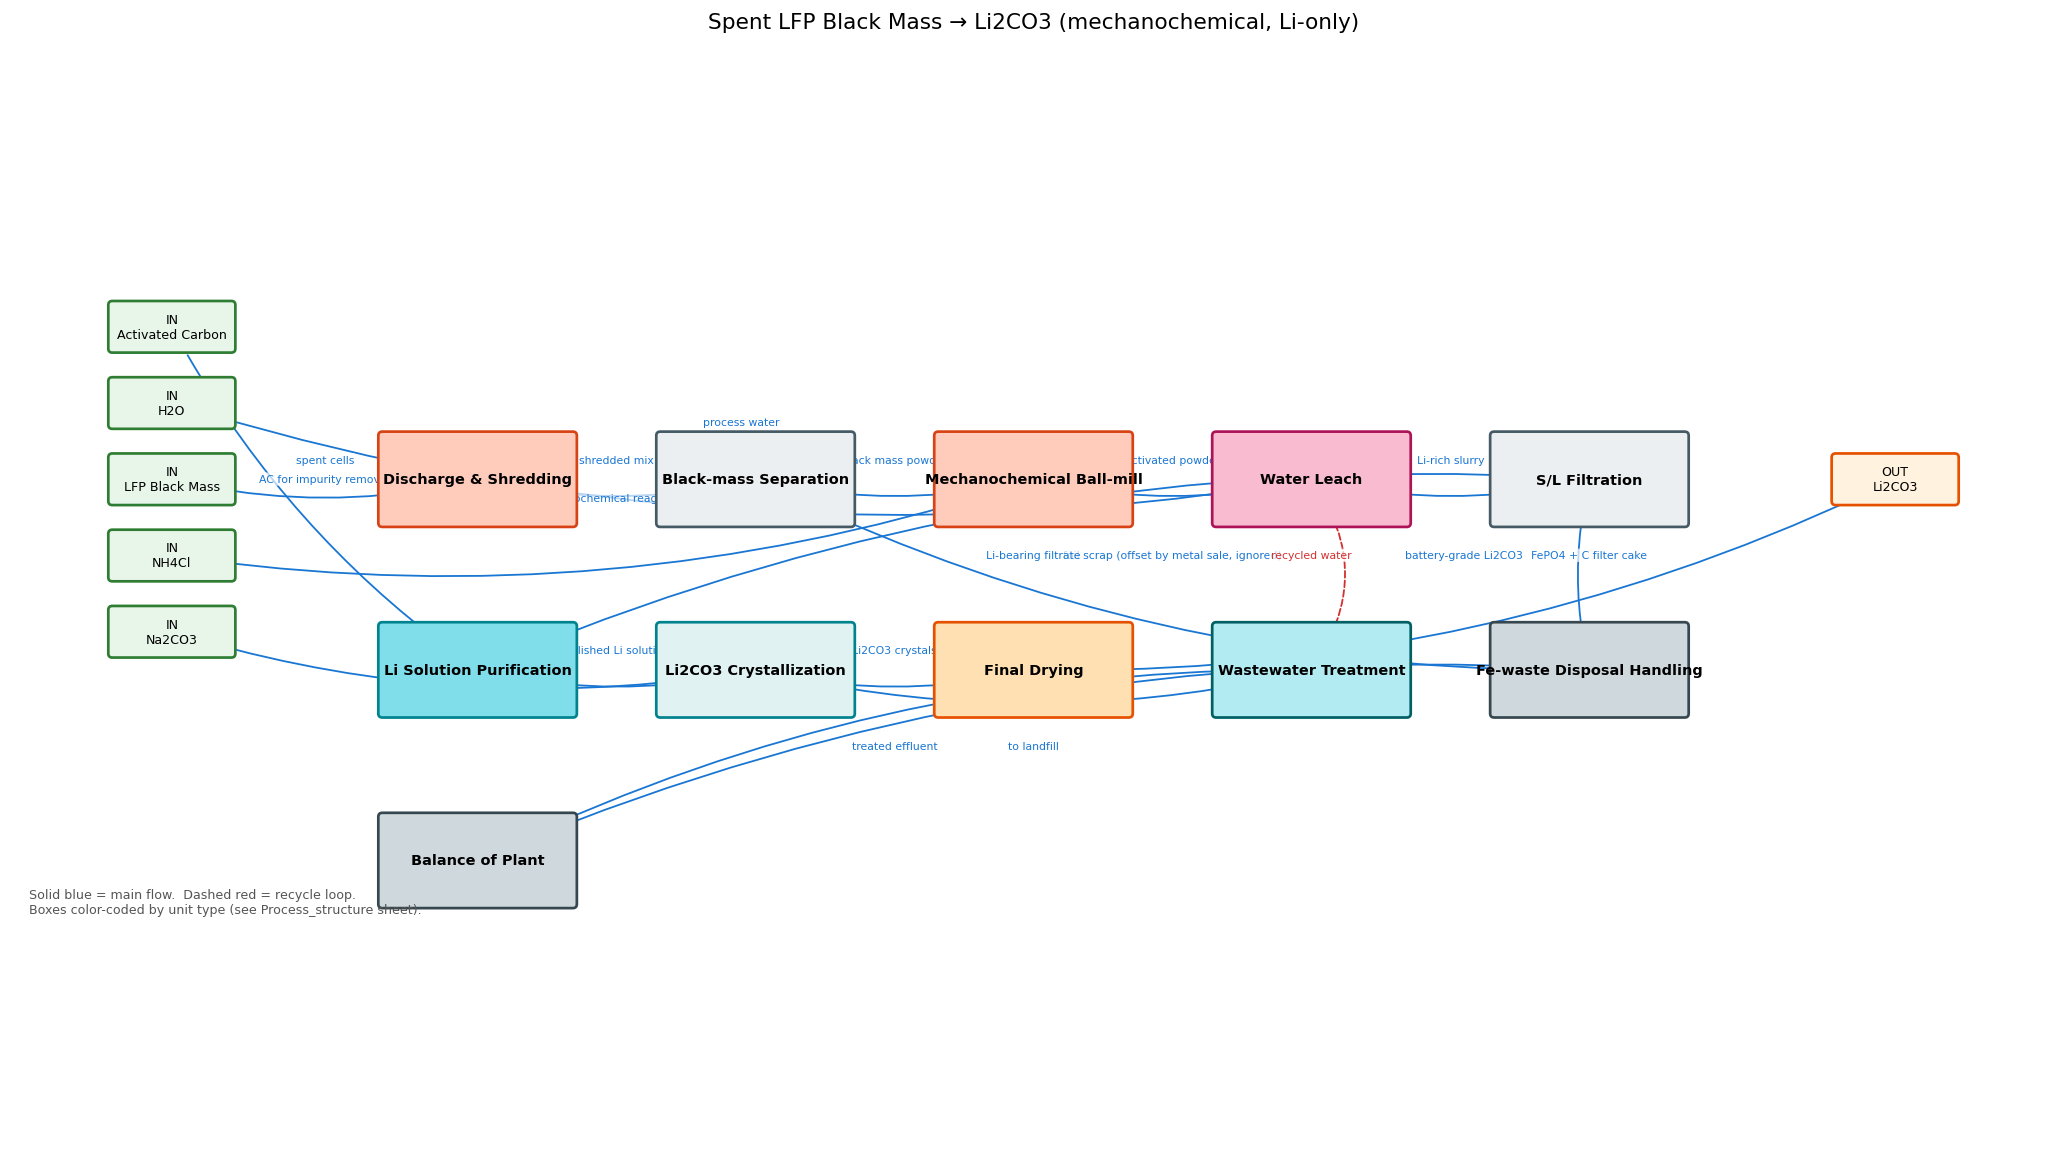 Spent LFP Black Mass → Li2CO3 (mechanochemical, Li-only)
IN
Activated Carbon
IN
H2O
process water
spent cells
shredded mix
mass powd
Li-rich slurry
AC for impurity
IN
LFP Black Mass
Discharge & Shredding
Black-mass Separation
Mechanochemical Ball-mill
Water Leach
S/L Filtration
OUT
Li2CO3
IN
NH4Cl
Li-bearing filtrate
scrap (offset by metal sale, ignore
recycled water
battery-grade Li2CO3
FePO4 + C filter cake
IN
Na2CO3
Li2CO3 crystals
Li Solution Purification
Li2CO3 Crystallization
Final Drying
Wastewater Treatment
Fe-waste Disposal Handling
treated effluent
to landfill
Balance of Plant
Solid blue = main flow.  Dashed red = recycle loop.
Boxes color-coded by unit type (see Process_structure sheet).